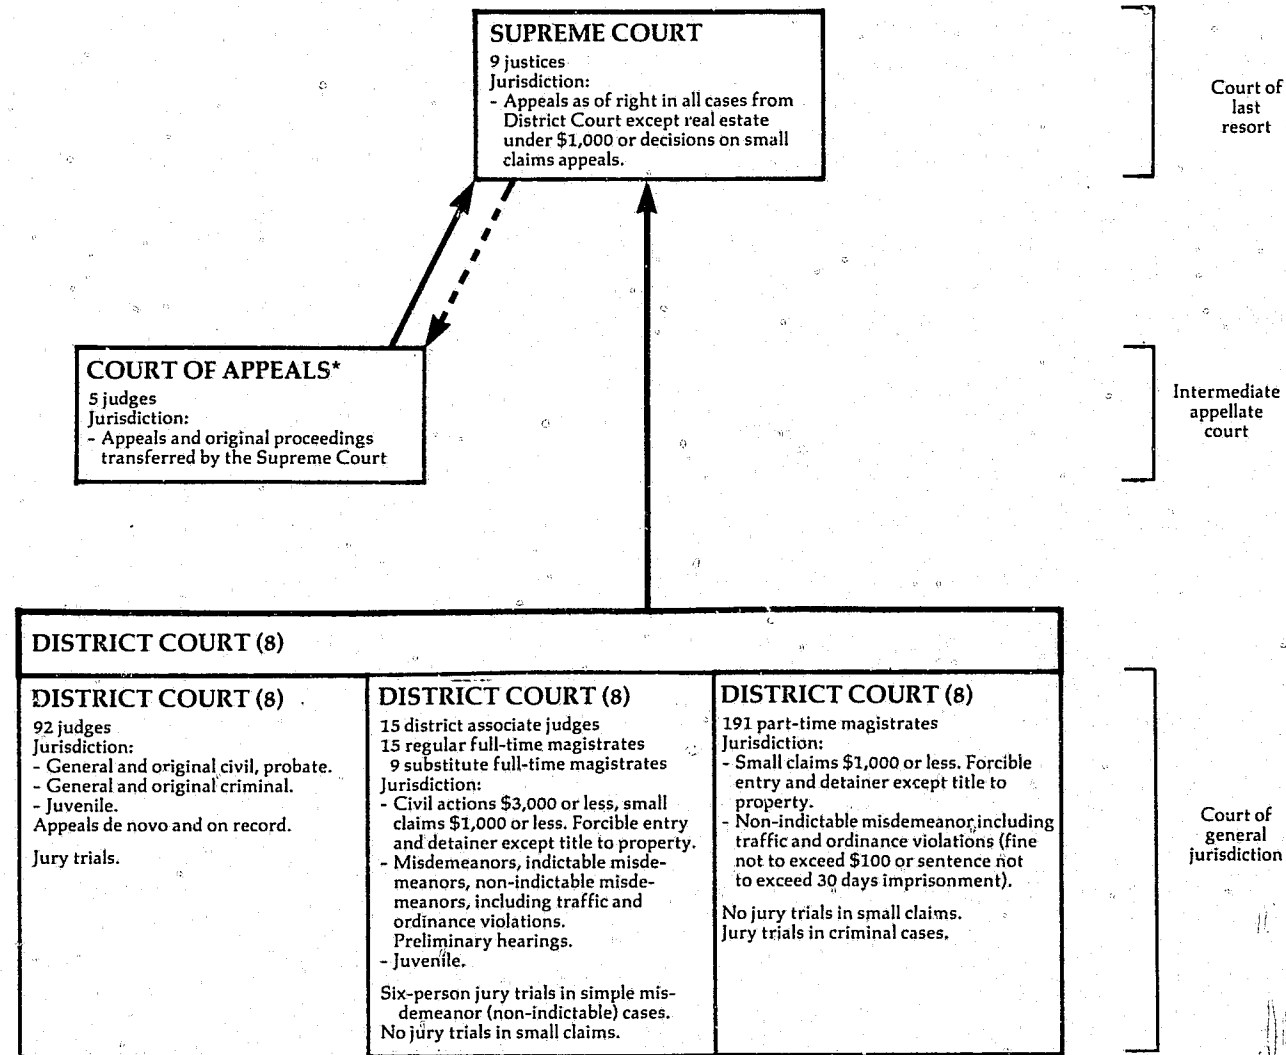 SUPREME COURT
9 justices
Jurisdiction:
- Appeals as of right in all cases from
District Court except real estate
under $1,000 or decisions on small
claims appeals.
Court of
last
resort
COURT OF APPEALS*
5 judges
Jurisdiction:
- Appeals and original proceedings
transferred by the Supreme Court
Intermediate
appellate
court
DISTRICT COURT (8)
DISTRICT COURT (8)
92 judges
Jurisdiction:
- General and original civil, probate.
- General and original criminal.
- Juvenile.
Appeals de novo and on record.
Jury trials.
DISTRICT COURT (8)
15 district associate judges
15 regular full-time magistrates
9 substitute full-time magistrates
Jurisdiction:
- Civil actions $3,000 or less, small
claims $1,000 or less. Forcible entry
and detainer except title to property.
- Misdemeanors, indictable misde-
meanors, non-indictable misde-
meanors, including traffic and
ordinance violations.
Preliminary hearings.
- Juvenile.
Six-person jury trials in simple mis-
demeanor (non-indictable) cases.
No jury trials in small claims.
DISTRICT COURT (8)
191 part-time magistrates
Jurisdiction:
- Small claims $1,000 or less. Forcible
entry and detainer except title to
property.
- Non-indictable misdemeanor including
traffic and ordinance violations (fine
not to exceed $100 or sentence not
to exceed 30 days imprisonment).
No jury trials in small claims.
Jury trials in criminal cases.
Court of
general
jurisdiction